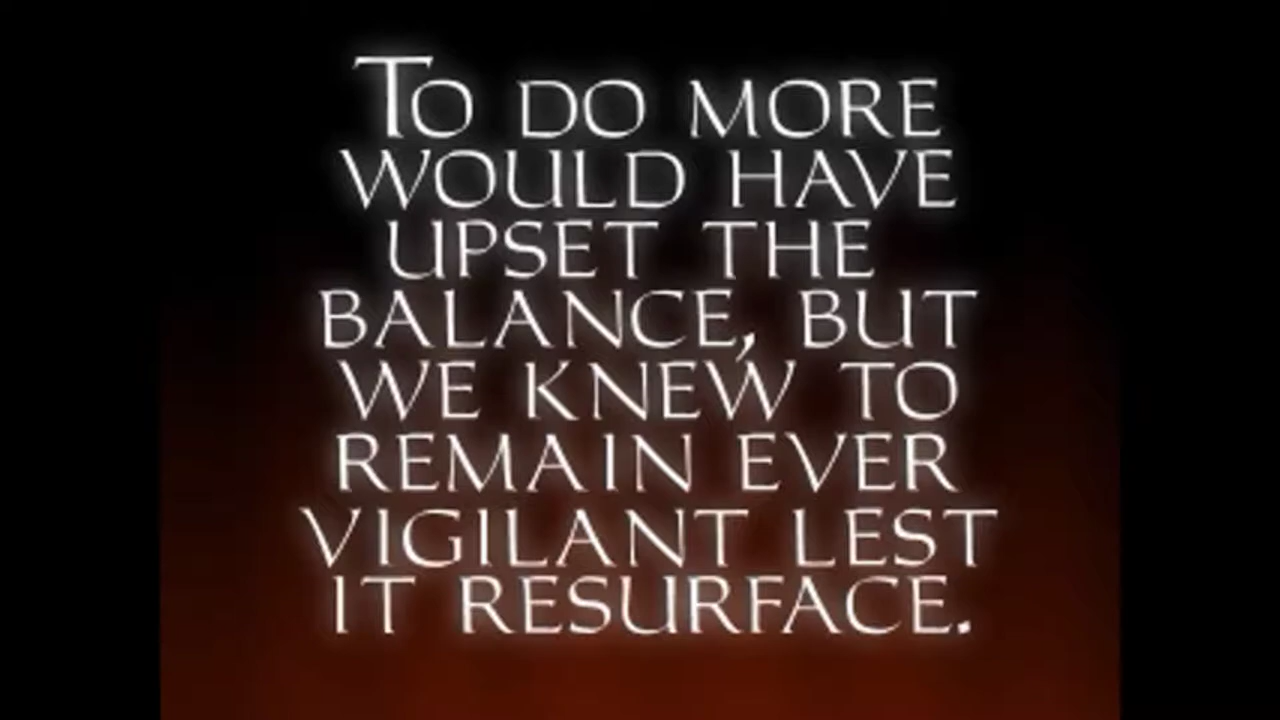 TO DO MORE
WOULD HAVE
UPSET THE
BALANCE, BUT
WE KNEW TO
REMAIN EVER
VIGILANT LEST
IT RESURFACE.